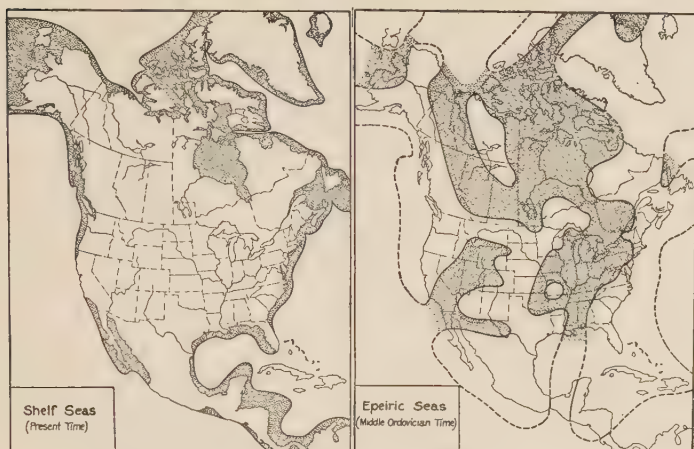 Shelf Seas
(Present Time)
Epeiric Seas
(Middle Ordovician Time)